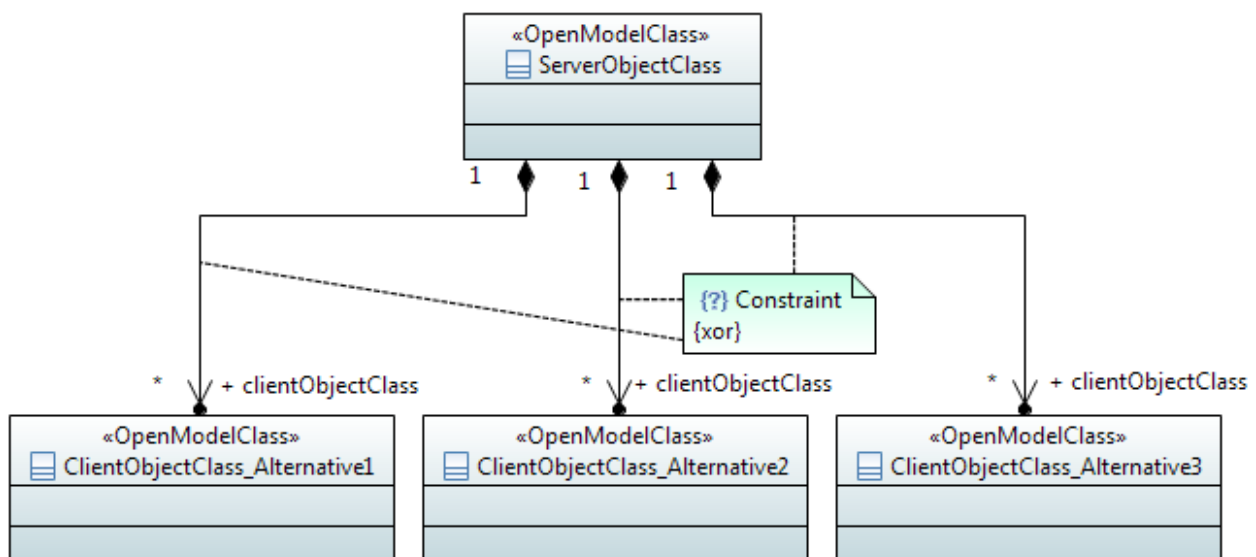 «OpenModelClass»
ServerObjectClass
1 1 1
{?} Constraint
{xor}
* + clientObjectClass * + clientObjectClass * + clientObjectClass
«OpenModelClass» «OpenModelClass» «OpenModelClass»
ClientObjectClass_Alternative1 ClientObjectClass_Alternative2 ClientObjectClass_Alternative3